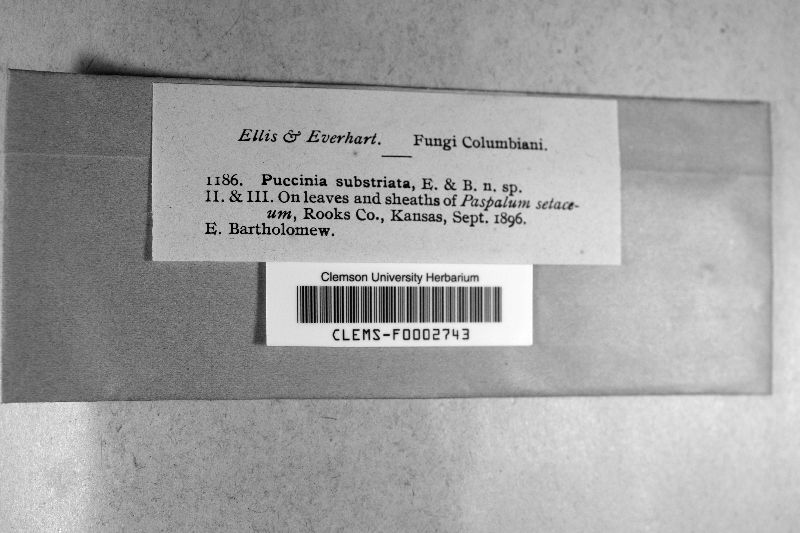 Ellis & Everhart. Fungi Columbiani.
1186. Puccinia substriata, E. & B. n. sp.
II. & III. On leaves and sheaths of Paspalum setace-
um, Rooks Co., Kansas, Sept. 1896.
E. Bartholomew.
Clemson University Herbarium
CLEMS-F0002743